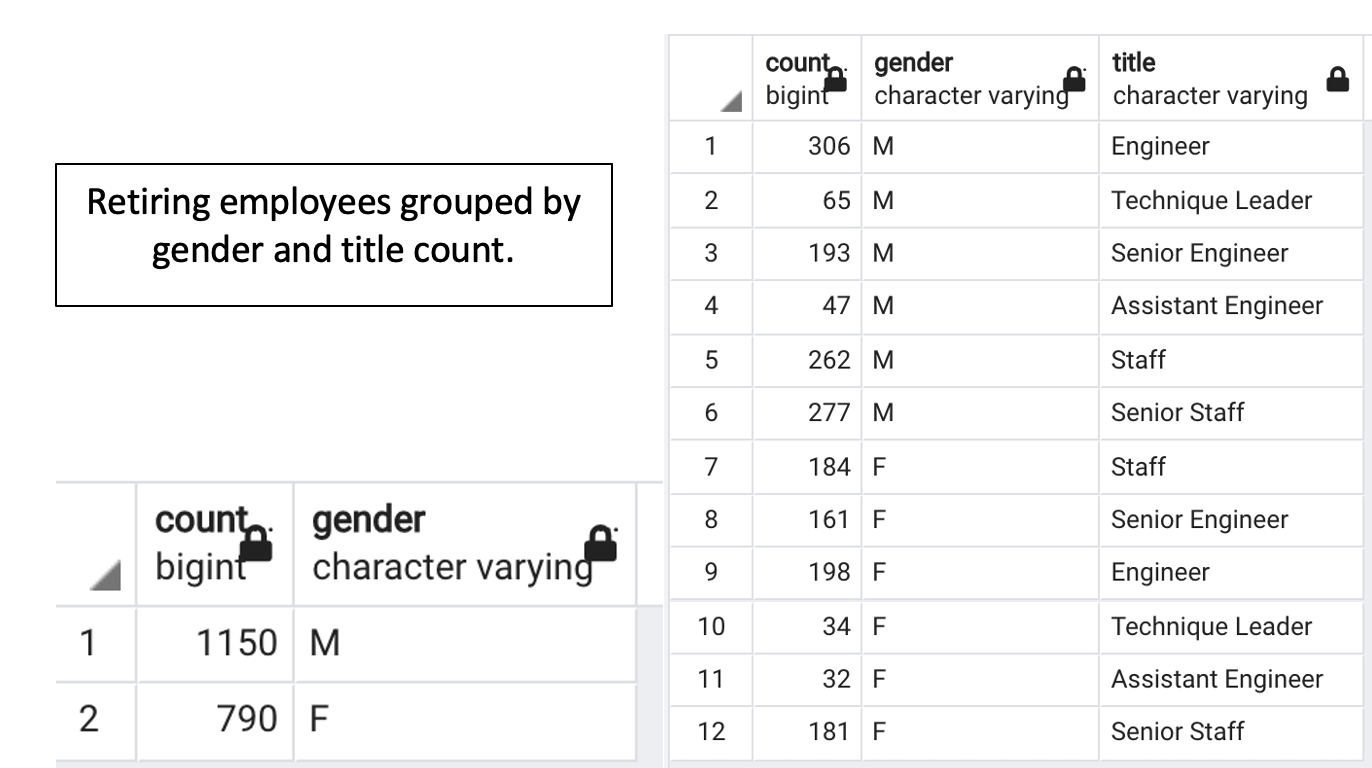 Retiring employees grouped by
gender and title count.
count gender
bigint character varying
1 1150 M
2 790 F
count gender title
bigint character varying character varying
1 306 M Engineer
2 65 M Technique Leader
3 193 M Senior Engineer
4 47 M Assistant Engineer
5 262 M Staff
6 277 M Senior Staff
7 184 F Staff
8 161 F Senior Engineer
9 198 F Engineer
10 34 F Technique Leader
11 32 F Assistant Engineer
12 181 F Senior Staff